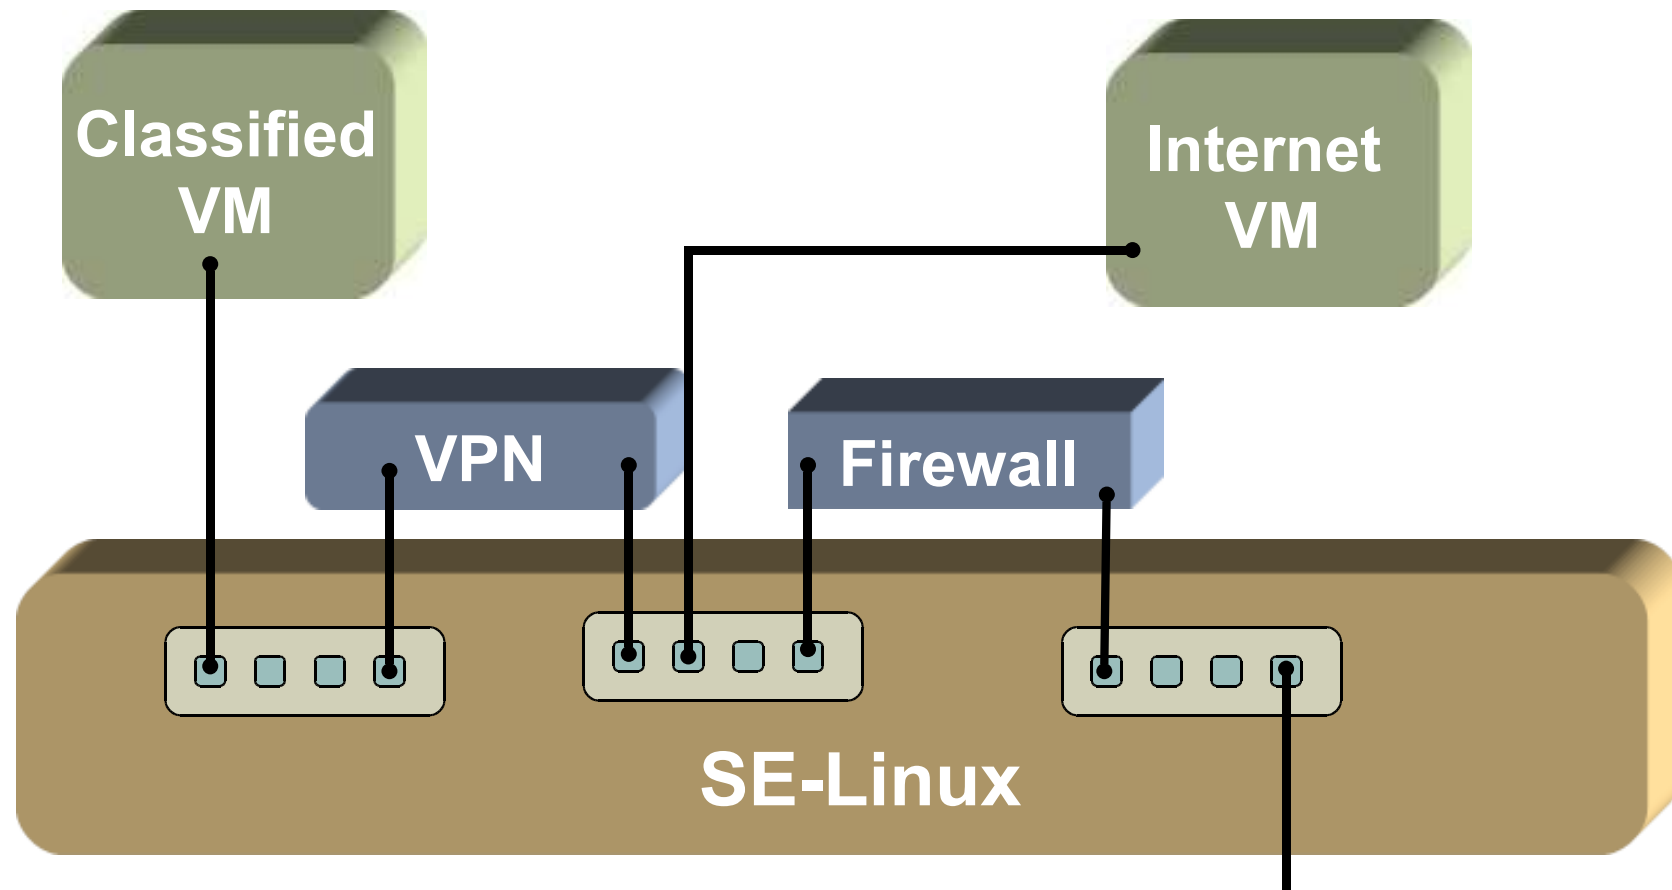 Classified
VM
Internet
VM
VPN
Firewall
SE-Linux